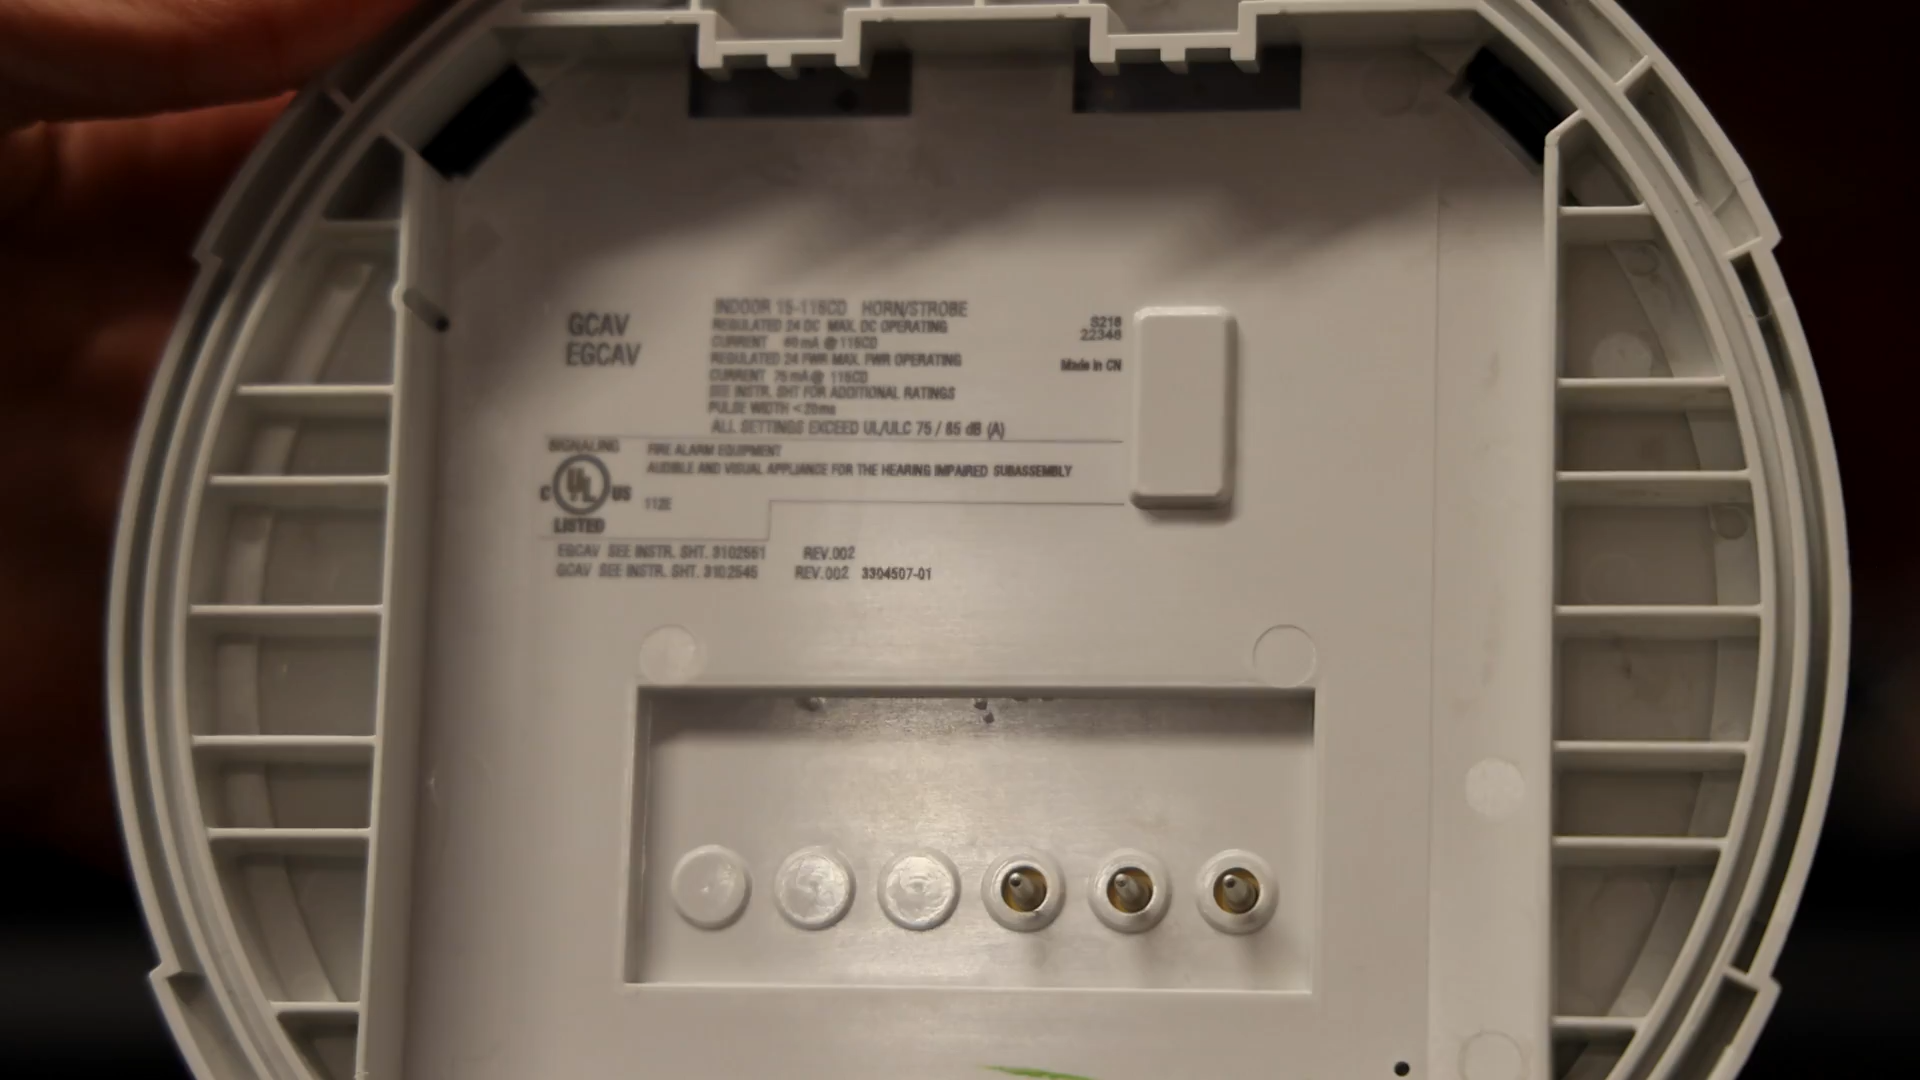 GCAV
EGCAV
INDOOR 15-115CD HORN/STROBE
REGULATED 24 DC MAX. DC OPERATING
CURRENT mA @ 115CD
REGULATED 24 FWR MAX. FWR OPERATING
CURRENT 75 mA @ 115CD
SEE INSTR. SHT FOR ADDITIONAL RATINGS
PULSE WIDTH < 20ms
ALL SETTINGS EXCEED UL/ULC 75 / 85 dB (A)
S218
22346
Made in CN
SIGNALING
C UL US
LISTED
FIRE ALARM EQUIPMENT
AUDIBLE AND VISUAL APPLIANCE FOR THE HEARING IMPAIRED SUBASSEMBLY
112E
EGCAV SEE INSTR. SHT. 3102561 REV.002
GCAV SEE INSTR. SHT. 3102545 REV.002 3304507-01